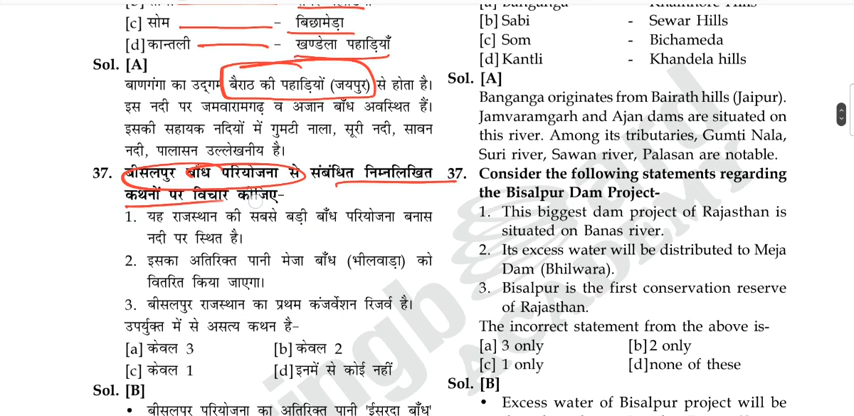 [c] सोम - बिछामेड़ा
[d] कान्तली - खण्डेला पहाड़ियाँ
Sol. [A]
बाणगंगा का उद्गम बैराठ की पहाड़ियों (जयपुर) से होता है।
इस नदी पर जमवारामगढ़ व अजान बाँध अवस्थित हैं।
इसकी सहायक नदियों में गुमटी नाला, सूरी नदी, सावन
नदी, पालासन उल्लेखनीय है।
37. बीसलपुर बाँध परियोजना से संबंधित निम्नलिखित
कथनों पर विचार कीजिए-
1. यह राजस्थान की सबसे बड़ी बाँध परियोजना बनास
नदी पर स्थित है।
2. इसका अतिरिक्त पानी मेजा बाँध (भीलवाड़ा) को
वितरित किया जाएगा।
3. बीसलपुर राजस्थान का प्रथम कंजर्वेशन रिजर्व है।
उपर्युक्त में से असत्य कथन है-
[a] केवल 3 [b] केवल 2
[c] केवल 1 [d] इनमें से कोई नहीं
Sol. [B]
• बीसलपुर परियोजना का अतिरिक्त पानी 'ईसरदा बाँध'
[b] Sabi - Sewar Hills
[c] Som - Bichameda
[d] Kantli - Khandela hills
Sol. [A]
Banganga originates from Bairath hills (Jaipur).
Jamvaramgarh and Ajan dams are situated on
this river. Among its tributaries, Gumti Nala,
Suri river, Sawan river, Palasan are notable.
37. Consider the following statements regarding
the Bisalpur Dam Project-
1. This biggest dam project of Rajasthan is
situated on Banas river.
2. Its excess water will be distributed to Meja
Dam (Bhilwara).
3. Bisalpur is the first conservation reserve
of Rajasthan.
The incorrect statement from the above is-
[a] 3 only [b] 2 only
[c] 1 only [d] none of these
Sol. [B]
• Excess water of Bisalpur project will be
ACADEMY